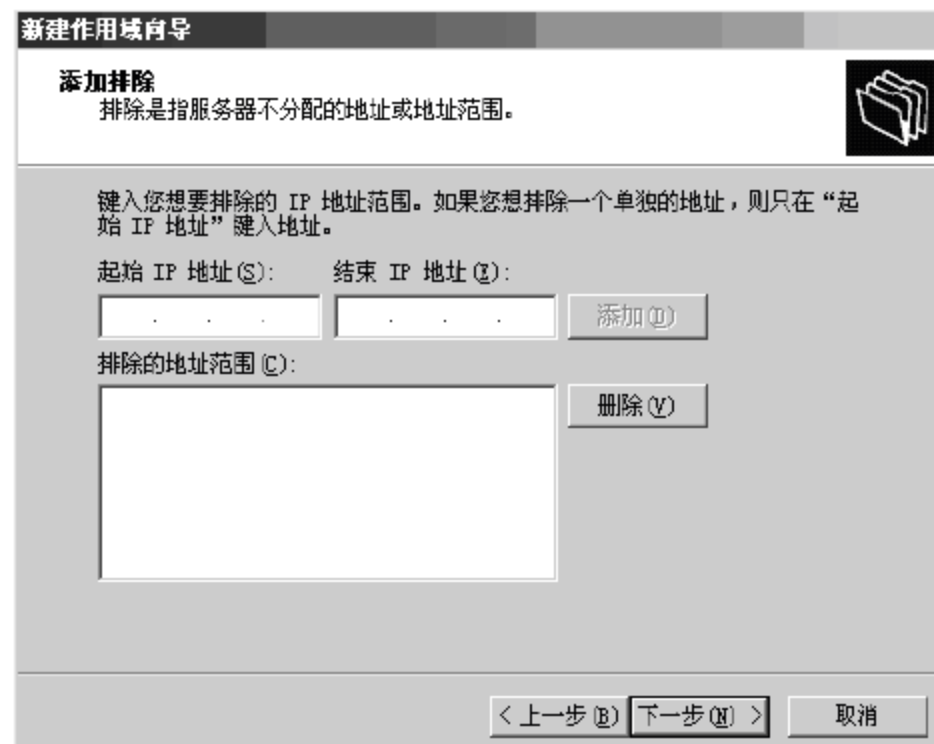 新建作用域向导
添加排除
排除是指服务器不分配的地址或地址范围。
键入您想要排除的 IP 地址范围。如果您想排除一个单独的地址，则只在“起
始 IP 地址”键入地址。
起始 IP 地址(S): 结束 IP 地址(E):
. . . . . . 添加(D)
排除的地址范围(C):
删除(V)
< 上一步(B) 下一步(N) > 取消